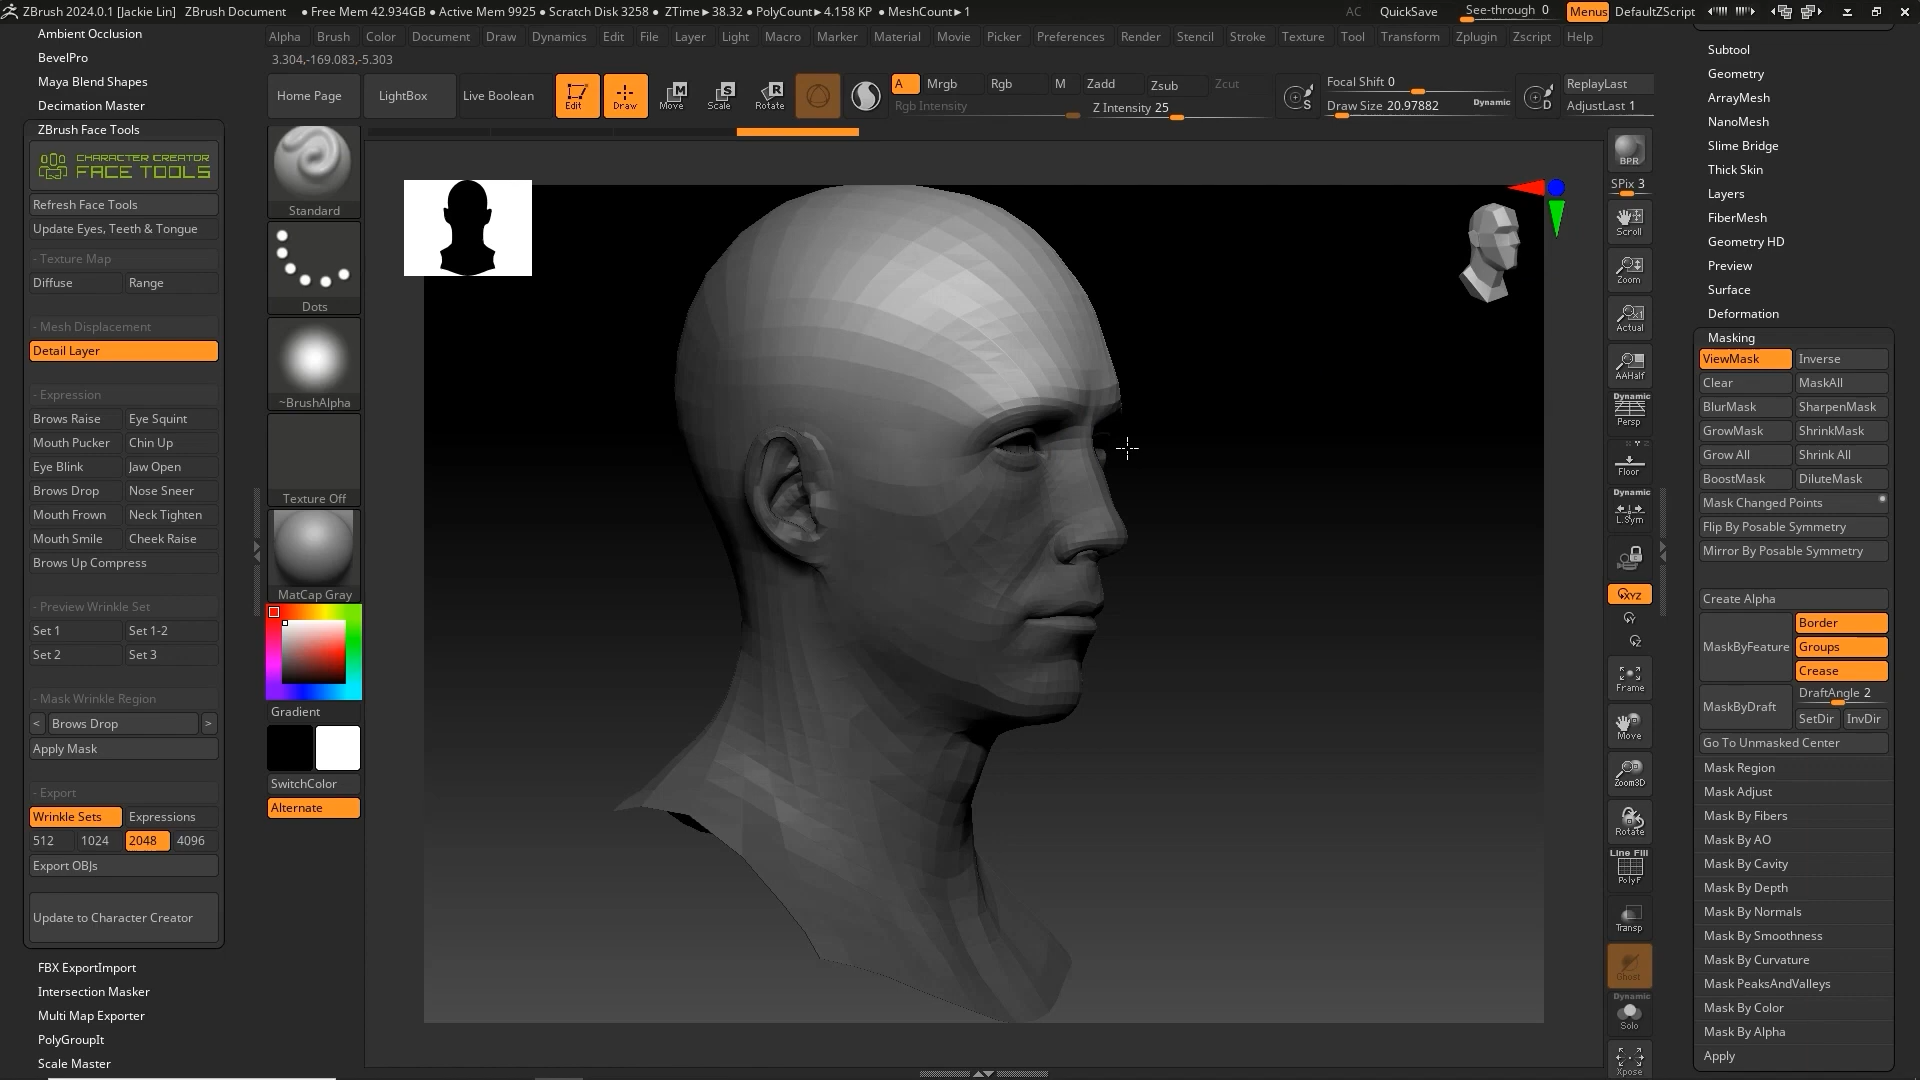 ZBrush 2024.0.1 [Jackie Lin] ZBrush Document • Free Mem 42.934GB • Active Mem 9925 • Scratch Disk 3258 • ZTime►38.32 • PolyCount►4.158 KP • MeshCount►1 AC QuickSave See-through 0 Menus DefaultZScript
Alpha Brush Color Document Draw Dynamics Edit File Layer Light Macro Marker Material Movie Picker Preferences Render Stencil Stroke Texture Tool Transform Zplugin Zscript Help
3.304,-169.083,-5.303
Home Page LightBox Live Boolean Edit Draw Move Scale Rotate
M S R
A Mrgb Rgb M Zadd Zsub Zcut
Rgb Intensity Z Intensity 25
S Focal Shift 0
Draw Size 20.97882 Dynamic
D ReplayLast
AdjustLast 1
Ambient Occlusion
BevelPro
Maya Blend Shapes
Decimation Master
ZBrush Face Tools
CHARACTER CREATOR
FACE TOOLS
Refresh Face Tools
Update Eyes, Teeth & Tongue
- Texture Map
Diffuse Range
- Mesh Displacement
Detail Layer
- Expression
Brows Raise Eye Squint
Mouth Pucker Chin Up
Eye Blink Jaw Open
Brows Drop Nose Sneer
Mouth Frown Neck Tighten
Mouth Smile Cheek Raise
Brows Up Compress
- Preview Wrinkle Set
Set 1 Set 1-2
Set 2 Set 3
- Mask Wrinkle Region
< Brows Drop >
Apply Mask
- Export
Wrinkle Sets Expressions
512 1024 2048 4096
Export OBJs
Update to Character Creator
FBX ExportImport
Intersection Masker
Multi Map Exporter
PolyGroupIt
Scale Master
Standard
Dots
~BrushAlpha
Texture Off
MatCap Gray
Gradient
SwitchColor
Alternate
BPR
SPix 3
Scroll
Zoom
Actual
AAHalf
Dynamic
Persp
Floor
Dynamic
L.Sym
XYZ
Y
Z
Frame
Move
Zoom3D
Rotate
Line Fill
PolyF
Transp
Ghost
Dynamic
Solo
Xpose
Subtool
Geometry
ArrayMesh
NanoMesh
Slime Bridge
Thick Skin
Layers
FiberMesh
Geometry HD
Preview
Surface
Deformation
Masking
ViewMask Inverse
Clear MaskAll
BlurMask SharpenMask
GrowMask ShrinkMask
Grow All Shrink All
BoostMask DiluteMask
Mask Changed Points
Flip By Posable Symmetry
Mirror By Posable Symmetry
Create Alpha
MaskByFeature Border
Groups
Crease
MaskByDraft DraftAngle 2
SetDir InvDir
Go To Unmasked Center
Mask Region
Mask Adjust
Mask By Fibers
Mask By AO
Mask By Cavity
Mask By Depth
Mask By Normals
Mask By Smoothness
Mask By Curvature
Mask PeaksAndValleys
Mask By Color
Mask By Alpha
Apply